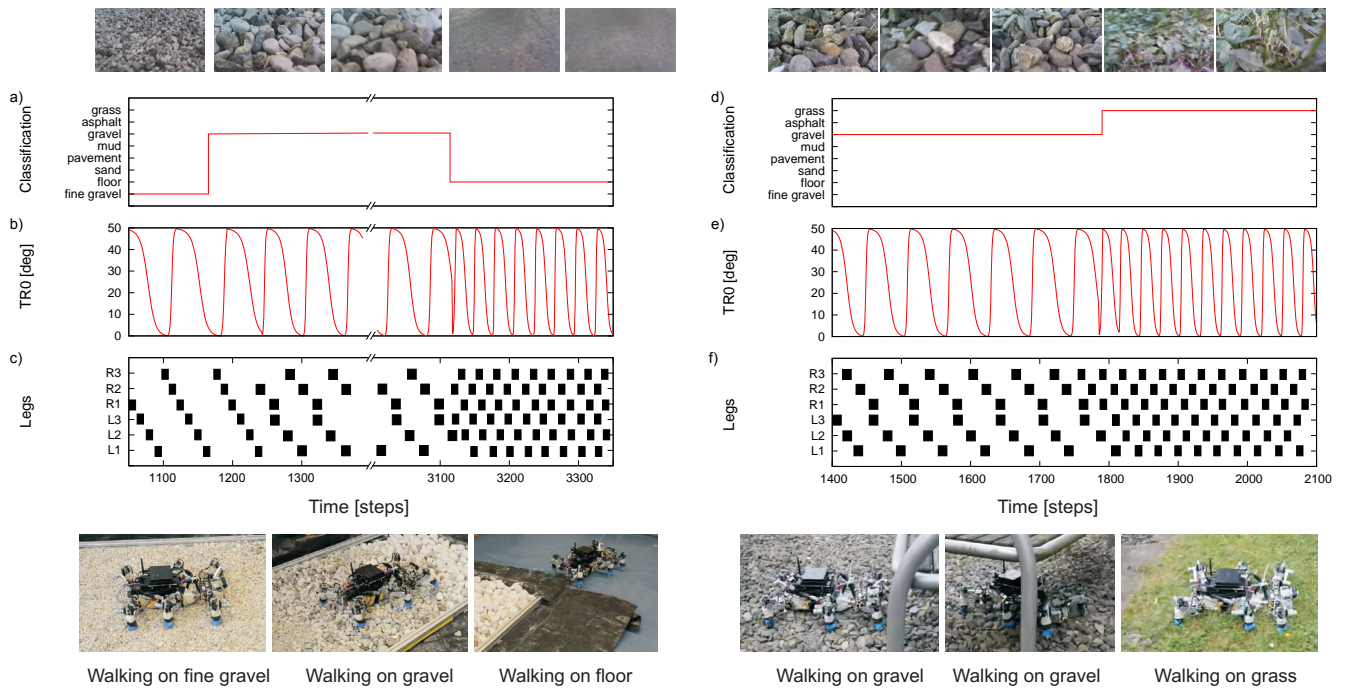 a)
Classification
grass
asphalt
gravel
mud
pavement
sand
floor
fine gravel
b)
TR0 [deg]
50
40
30
20
10
0
c)
Legs
R3
R2
R1
L3
L2
L1
1100 1200 1300 3100 3200 3300
Time [steps]
Walking on fine gravel Walking on gravel Walking on floor
d)
Classification
grass
asphalt
gravel
mud
pavement
sand
floor
fine gravel
e)
TR0 [deg]
50
40
30
20
10
0
f)
Legs
R3
R2
R1
L3
L2
L1
1400 1500 1600 1700 1800 1900 2000 2100
Time [steps]
Walking on gravel Walking on gravel Walking on grass